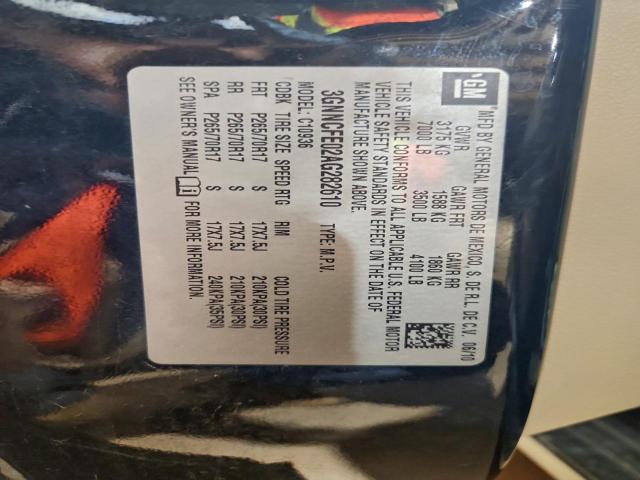 GM
MFD BY GENERAL MOTORS DE MEXICO, S. DE R.L. DE C.V. 06/10
GVWR GAWR FRT GAWR RR
3175 KG 1588 KG 1860 KG
7000 LB 3500 LB 4100 LB
THIS VEHICLE CONFORMS TO ALL APPLICABLE U.S. FEDERAL MOTOR
VEHICLE SAFETY STANDARDS IN EFFECT ON THE DATE OF
MANUFACTURE SHOWN ABOVE.
3GNNCFE02AG282610 TYPE: M.P.V.
MODEL: C10936
CDBK TIRE SIZE SPEED RTG RIM COLD TIRE PRESSURE
FRT P265/70R17 S 17X7.5J 210KPA(30PSI)
RR P265/70R17 S 17X7.5J 210KPA(30PSI)
SPA P265/70R17 S 17X7.5J 240KPA(35PSI)
SEE OWNER'S MANUAL FOR MORE INFORMATION.